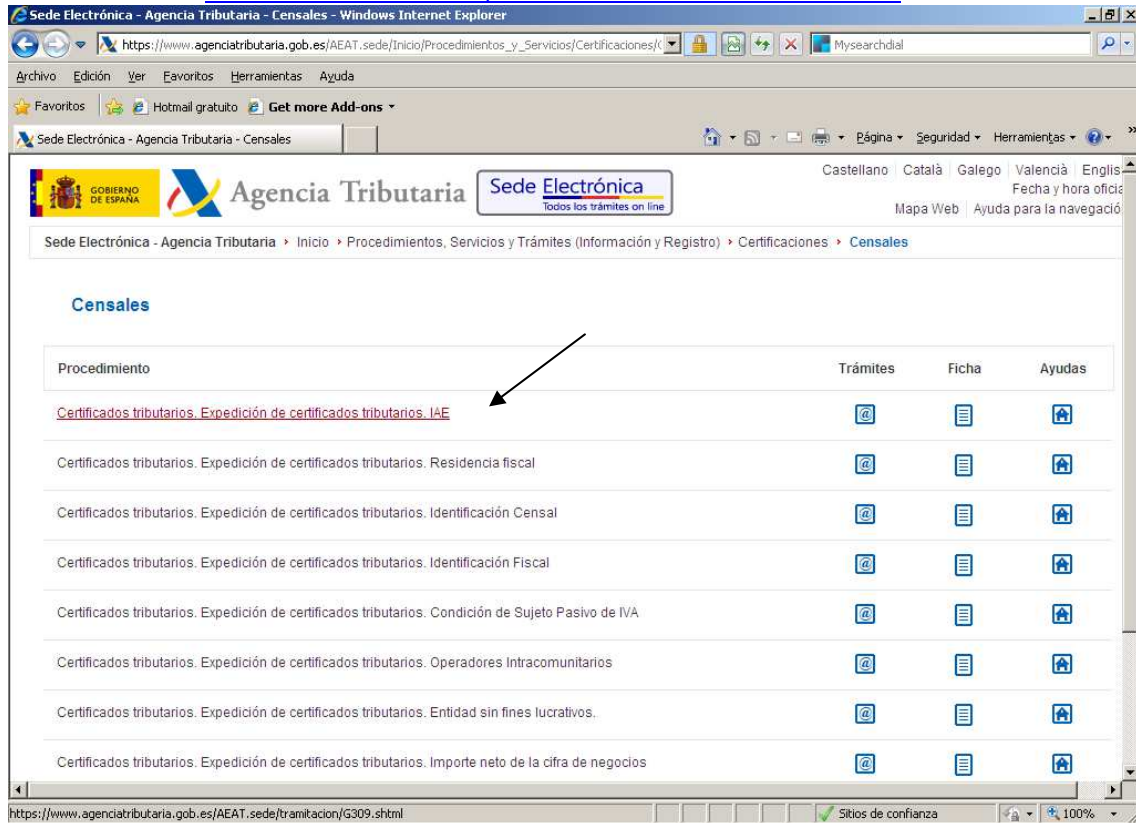 Sede Electrónica - Agencia Tributaria - Censales - Windows Internet Explorer
https://www.agenciatributaria.gob.es/AEAT.sede/Inicio/Procedimientos_y_Servicios/Certificaciones/
Mysearchdial
Archivo Edición Ver Favoritos Herramientas Ayuda
Favoritos Hotmail gratuito Get more Add-ons
Sede Electrónica - Agencia Tributaria - Censales
Página Seguridad Herramientas »
GOBIERNO DE ESPAÑA
Agencia Tributaria
Sede Electrónica
Todos los trámites on line
Castellano Català Galego Valencià Englis
Fecha y hora oficia
Mapa Web Ayuda para la navegació
Sede Electrónica - Agencia Tributaria Inicio Procedimientos, Servicios y Trámites (Información y Registro) Certificaciones Censales
Censales
Procedimiento Trámites Ficha Ayudas
Certificados tributarios. Expedición de certificados tributarios. IAE
Certificados tributarios. Expedición de certificados tributarios. Residencia fiscal
Certificados tributarios. Expedición de certificados tributarios. Identificación Censal
Certificados tributarios. Expedición de certificados tributarios. Identificación Fiscal
Certificados tributarios. Expedición de certificados tributarios. Condición de Sujeto Pasivo de IVA
Certificados tributarios. Expedición de certificados tributarios. Operadores Intracomunitarios
Certificados tributarios. Expedición de certificados tributarios. Entidad sin fines lucrativos.
Certificados tributarios. Expedición de certificados tributarios. Importe neto de la cifra de negocios
https://www.agenciatributaria.gob.es/AEAT.sede/tramitacion/G309.shtml
Sitios de confianza
100%